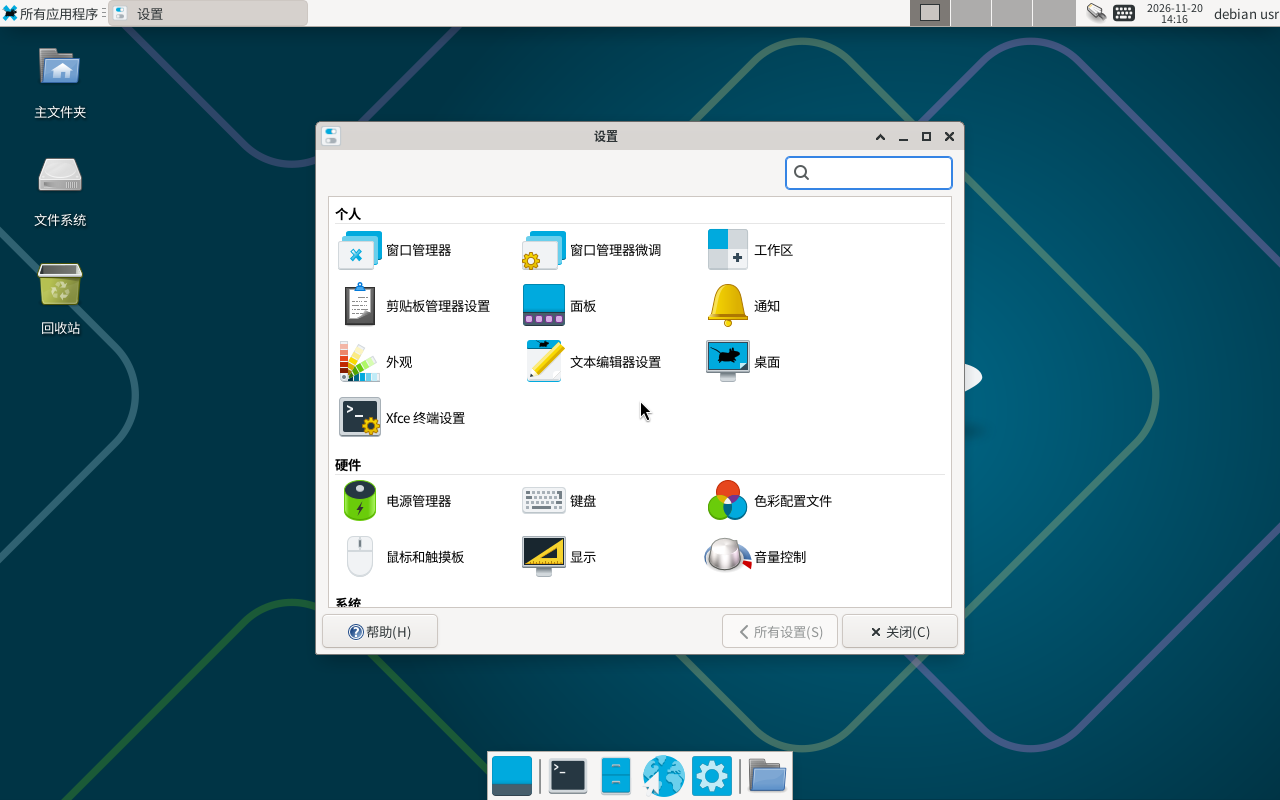 所有应用程序
设置
2026-11-20
14:16
debian usr
主文件夹
文件系统
回收站
设置
个人
窗口管理器
窗口管理器微调
工作区
剪贴板管理器设置
面板
通知
外观
文本编辑器设置
桌面
Xfce 终端设置
硬件
电源管理器
键盘
色彩配置文件
鼠标和触摸板
显示
音量控制
系统
帮助(H)
所有设置(S)
关闭(C)